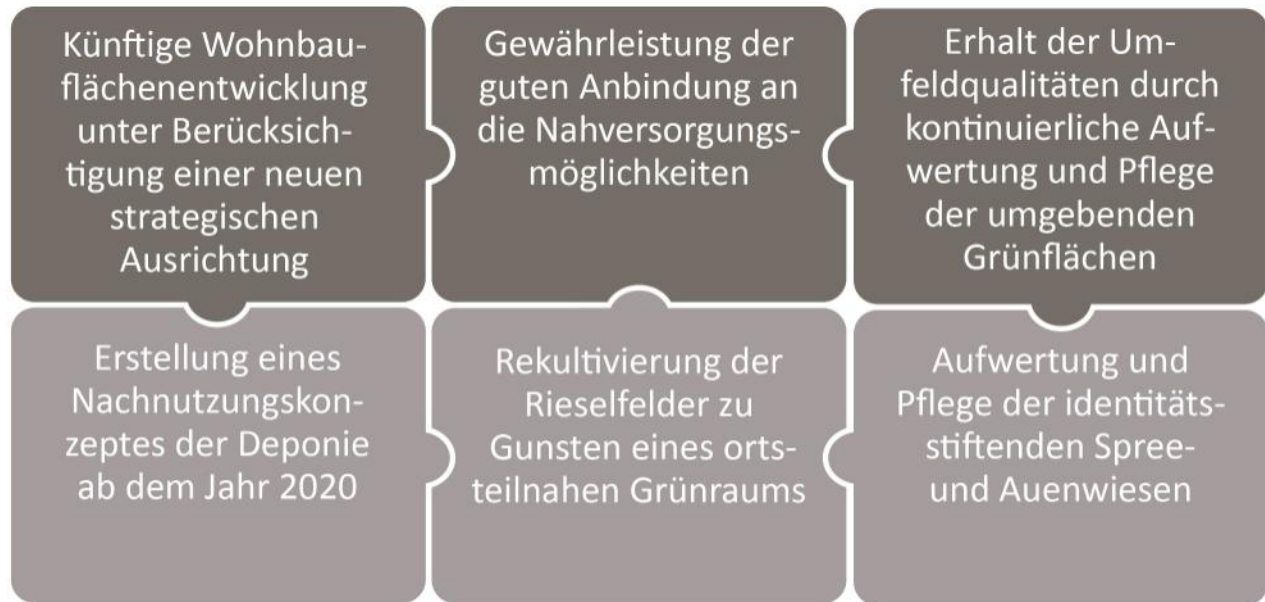 Künftige Wohnbau-
flächenentwicklung
unter Berücksich-
tigung einer neuen
strategischen
Ausrichtung
Gewährleistung der
guten Anbindung an
die Nahversorgungs-
möglichkeiten
Erhalt der Um-
feldqualitäten durch
kontinuierliche Auf-
wertung und Pflege
der umgebenden
Grünflächen
Erstellung eines
Nachnutzungskon-
zeptes der Deponie
ab dem Jahr 2020
Rekultivierung der
Rieselfelder zu
Gunsten eines orts-
teilnahen Grünraums
Aufwertung und
Pflege der identitäts-
stiftenden Spree-
und Auenwiesen